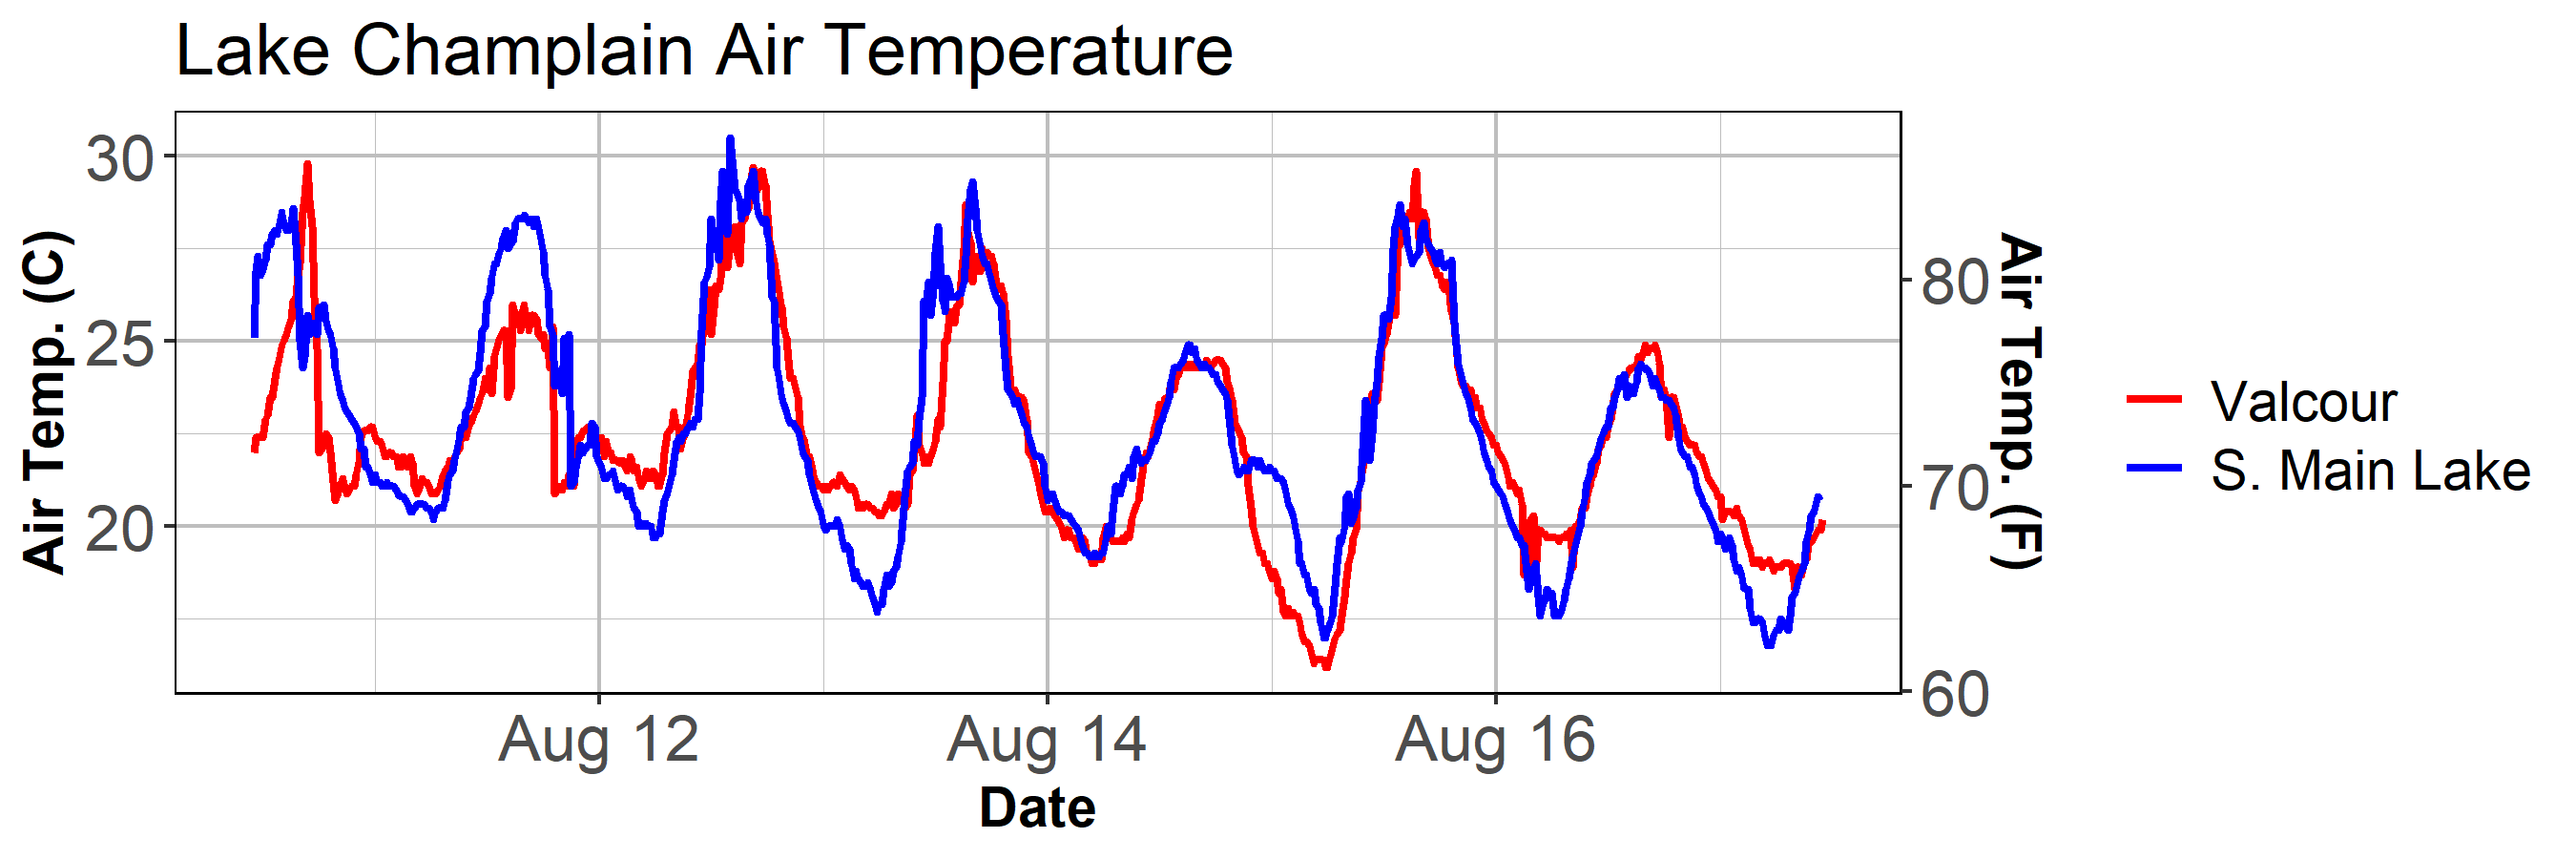 Lake Champlain Air Temperature
Air Temp. (C)
30
25
20
Air Temp. (F)
80
70
60
Aug 12
Aug 14
Aug 16
Date
Valcour
S. Main Lake